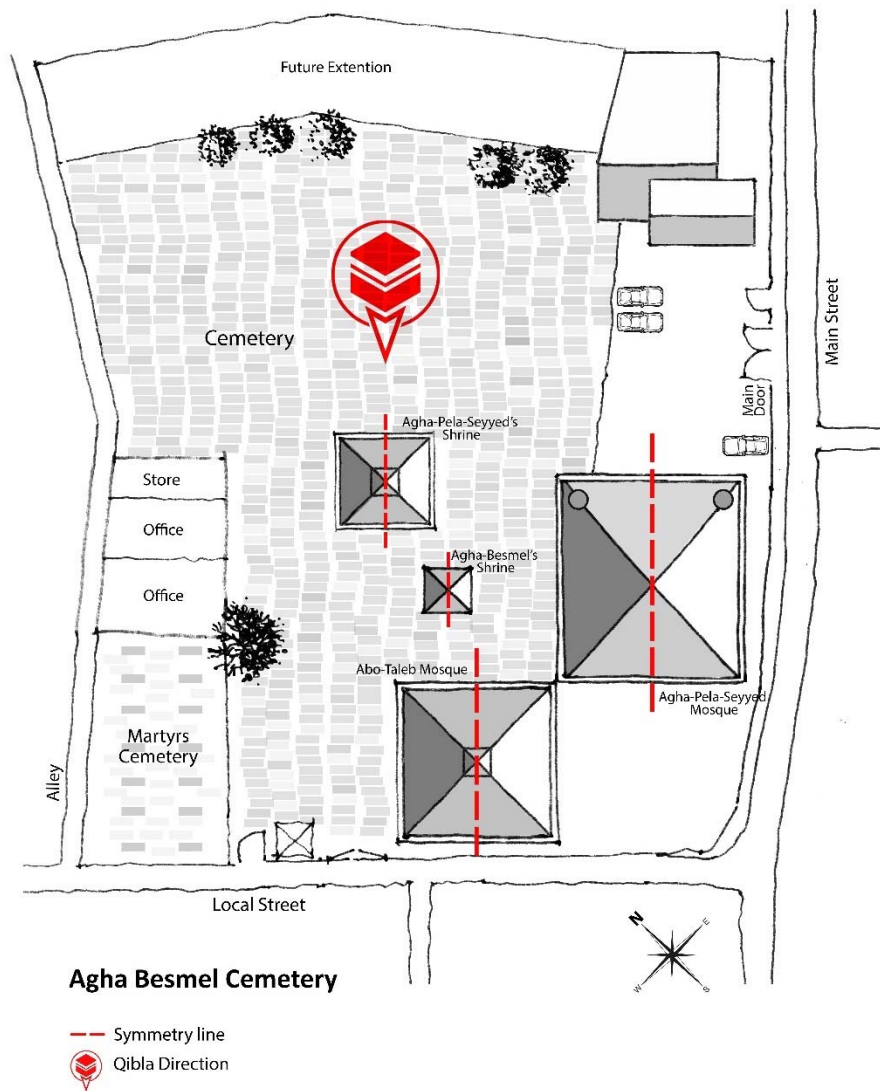 Future Extention
Cemetery
Main Street
Main
Door
Agha-Pela-Seyyed's
Shrine
Store
Office
Agha-Besmel's
Shrine
Office
Abo-Taleb Mosque
Agha-Pela-Seyyed
Mosque
Martyrs
Cemetery
Alley
Local Street
N
E
W
S
Agha Besmel Cemetery
Symmetry line
Qibla Direction